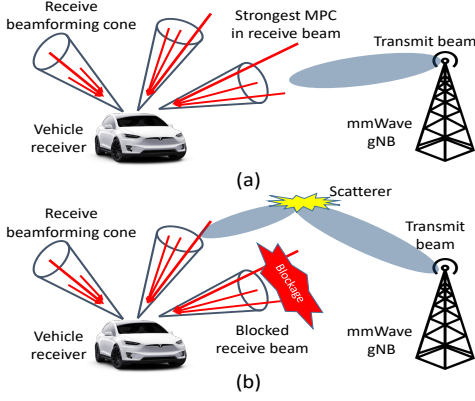 Receive
beamforming cone
Strongest MPC
in receive beam
Transmit beam
Vehicle
receiver
mmWave
gNB
(a)
Scatterer
Receive
beamforming cone
Transmit
beam
Blockage
Vehicle
receiver
Blocked
receive beam
mmWave
gNB
(b)